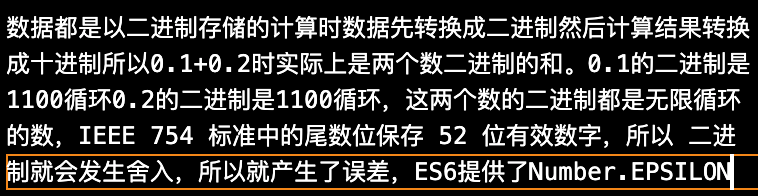 数据都是以二进制存储的计算时数据先转换成二进制然后计算结果转换
成十进制所以0.1+0.2时实际上是两个数二进制的和。0.1的二进制是
1100循环0.2的二进制是1100循环，这两个数的二进制都是无限循环
的数，IEEE 754 标准中的尾数位保存 52 位有效数字，所以 二进
制就会发生舍入，所以就产生了误差，ES6提供了Number.EPSILON